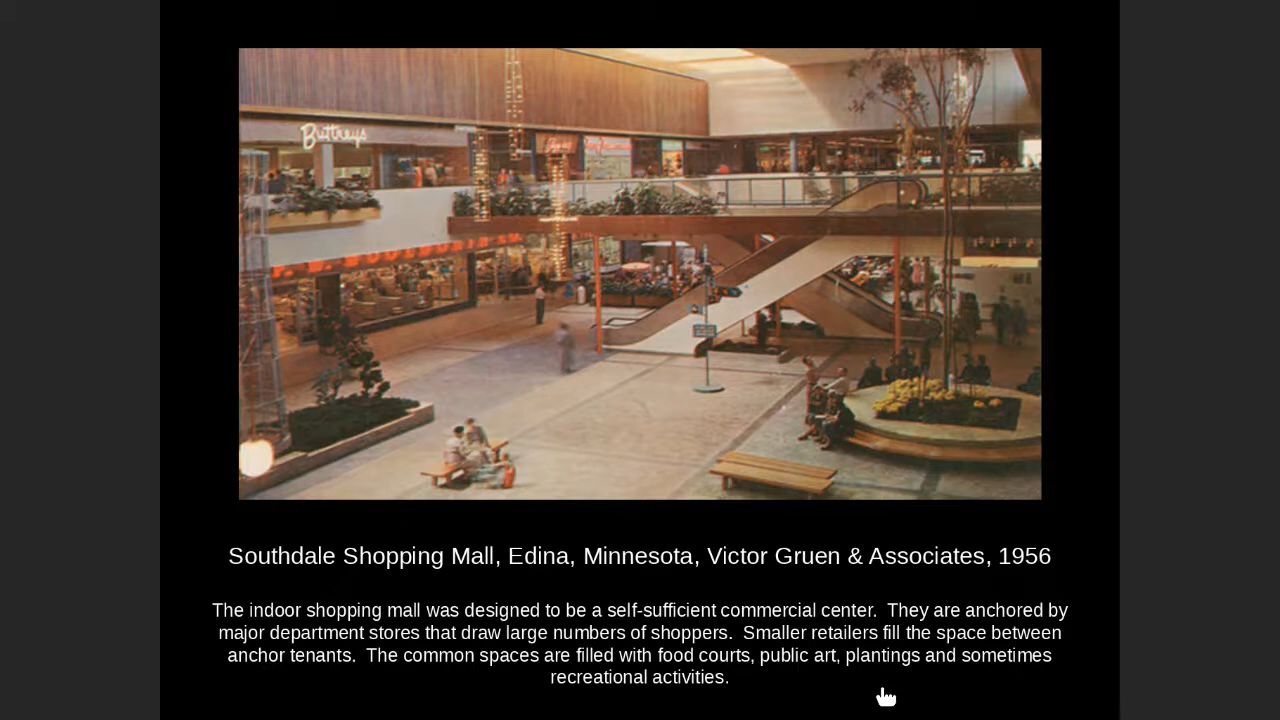 Buttreys
Southdale Shopping Mall, Edina, Minnesota, Victor Gruen & Associates, 1956
The indoor shopping mall was designed to be a self-sufficient commercial center.  They are anchored by
major department stores that draw large numbers of shoppers.  Smaller retailers fill the space between
anchor tenants.  The common spaces are filled with food courts, public art, plantings and sometimes
recreational activities.